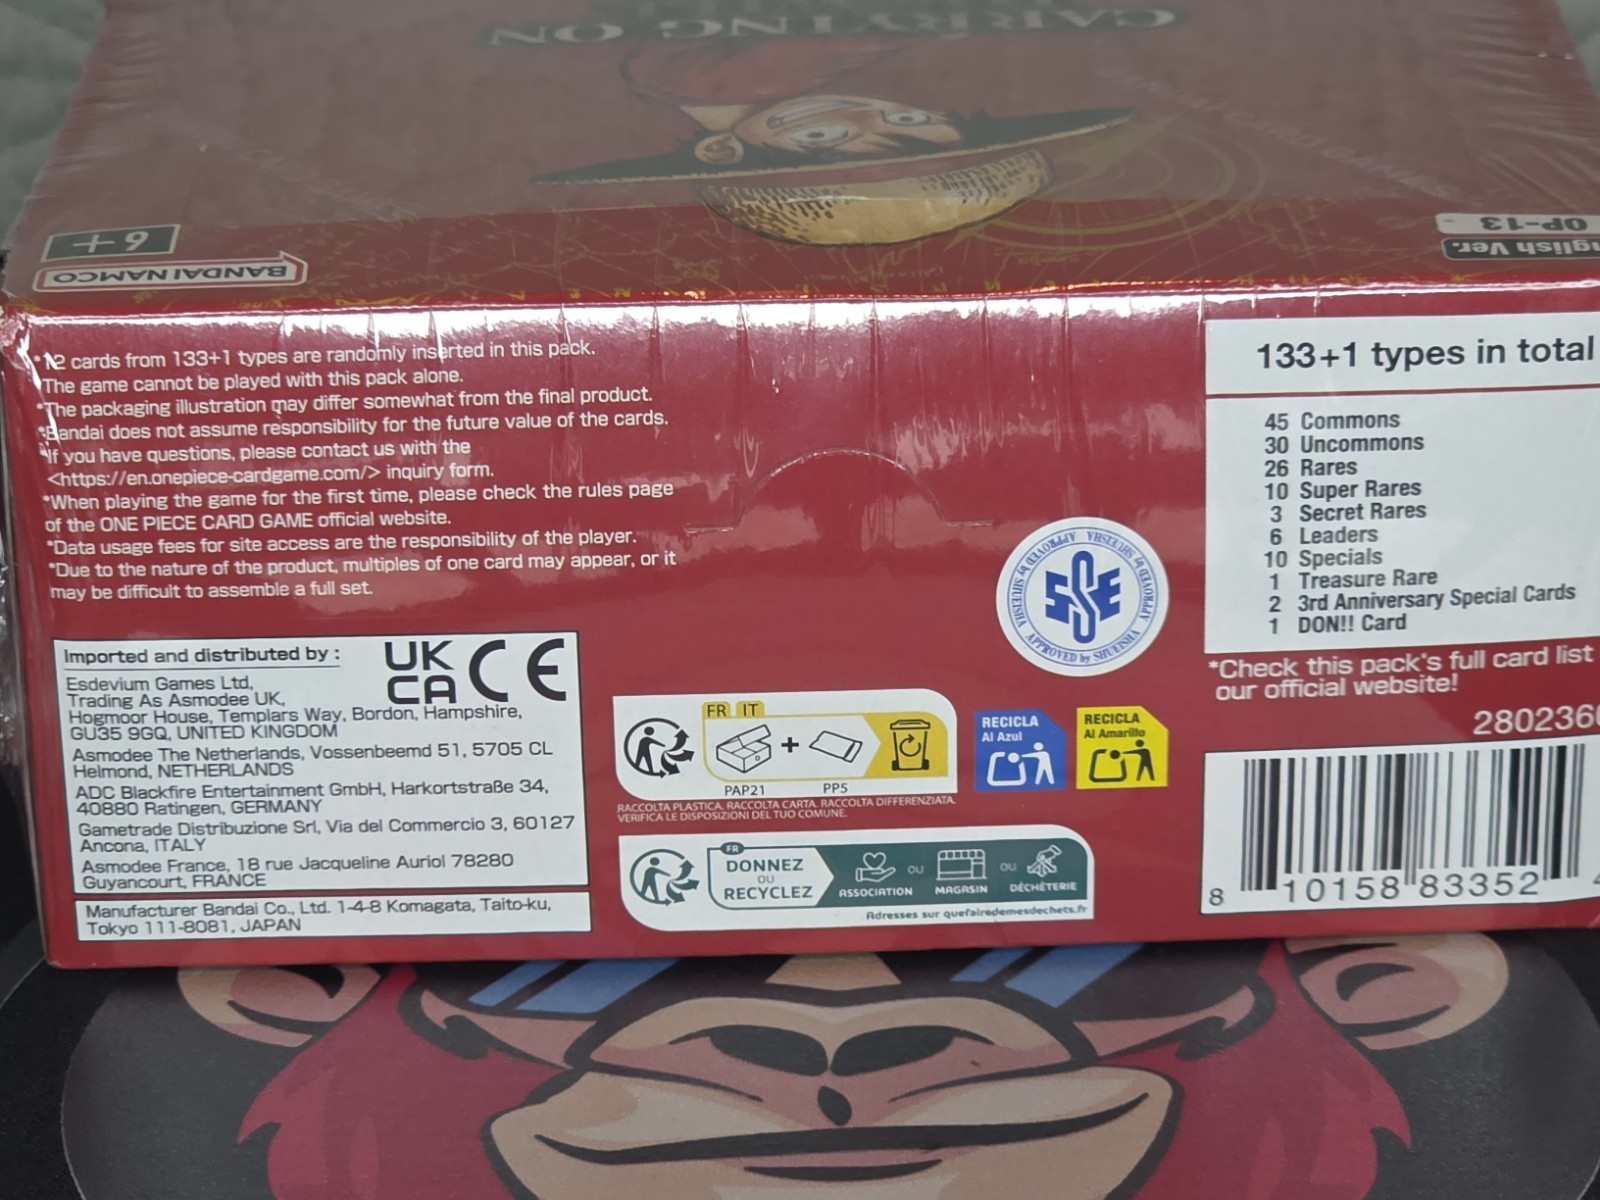 CARRYING ON
6+
BANDAI NAMCO
OP-13
English Ver.
*12 cards from 133+1 types are randomly inserted in this pack.
*The game cannot be played with this pack alone.
*The packaging illustration may differ somewhat from the final product.
*Bandai does not assume responsibility for the future value of the cards.
*If you have questions, please contact us with the
<https://en.onepiece-cardgame.com/> inquiry form.
*When playing the game for the first time, please check the rules page
of the ONE PIECE CARD GAME official website.
*Data usage fees for site access are the responsibility of the player.
*Due to the nature of the product, multiples of one card may appear, or it
may be difficult to assemble a full set.
Imported and distributed by :
UK
CA CE
Esdevium Games Ltd,
Trading As Asmodee UK,
Hogmoor House, Templars Way, Bordon, Hampshire,
GU35 9GQ, UNITED KINGDOM
Asmodee The Netherlands, Vossenbeemd 51, 5705 CL
Helmond, NETHERLANDS
ADC Blackfire Entertainment GmbH, Harkortstraße 34,
40880 Ratingen, GERMANY
Gametrade Distribuzione Srl, Via del Commercio 3, 60127
Ancona, ITALY
Asmodee France, 18 rue Jacqueline Auriol 78280
Guyancourt, FRANCE
Manufacturer Bandai Co., Ltd. 1-4-8 Komagata, Taito-ku,
Tokyo 111-8081, JAPAN
APPROVED by SHUEISHA APPROVED by SHUEISHA APPROVED by SHUEISHA
FR IT
+
PAP21 PP5
RACCOLTA PLASTICA. RACCOLTA CARTA. RACCOLTA DIFFERENZIATA.
VERIFICA LE DISPOSIZIONI DEL TUO COMUNE.
RECICLA
Al Azul
RECICLA
Al Amarillo
FR
DONNEZ
OU
RECYCLEZ
ASSOCIATION OU MAGASIN OU DÉCHÈTERIE
Adresses sur quefairedemesdechets.fr
133+1 types in total
45 Commons
30 Uncommons
26 Rares
10 Super Rares
3 Secret Rares
6 Leaders
10 Specials
1 Treasure Rare
2 3rd Anniversary Special Cards
1 DON!! Card
*Check this pack's full card list
our official website!
2802360
8 10158 83352 4